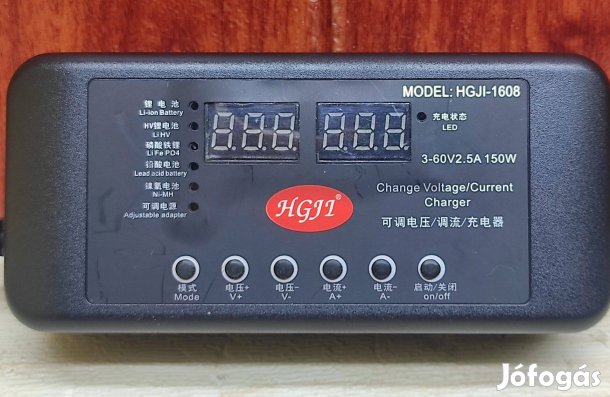 MODEL: HGJI-1608
锂 电 池
Li-ion Battery
HV锂电池
Li HV
磷酸铁锂
Li Fe PO4
铅酸电池
Lead acid battery
镍氢电池
Ni-MH
可调电源
Adjustable adapter
充电状态
LED
3-60V2.5A 150W
Change Voltage/Current
Charger
可调电压/调流/充电器
HGJI
模式
Mode
电压+
V+
电压-
V-
电流+
A+
电流-
A-
启动/关闭
on/off
Jófogás